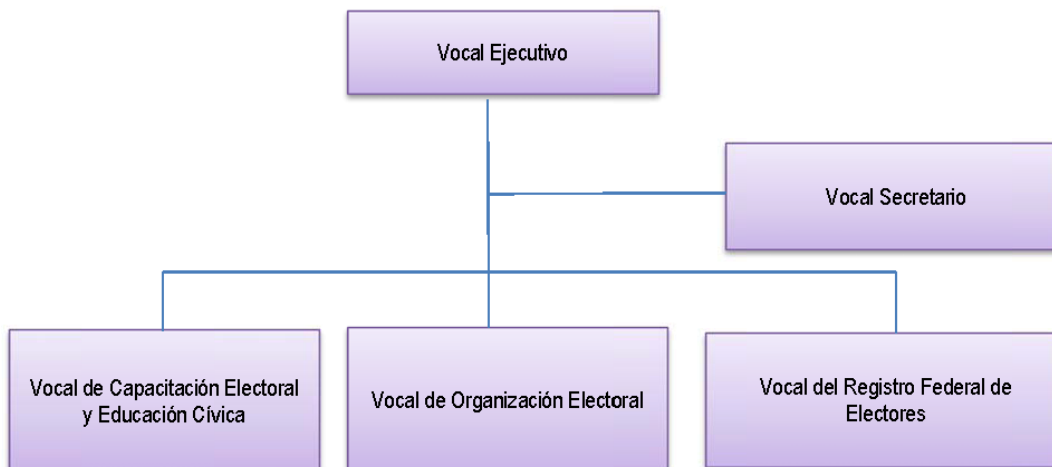 Vocal Ejecutivo
Vocal Secretario
Vocal de Capacitación Electoral
y Educación Cívica
Vocal de Organización Electoral
Vocal del Registro Federal de
Electores